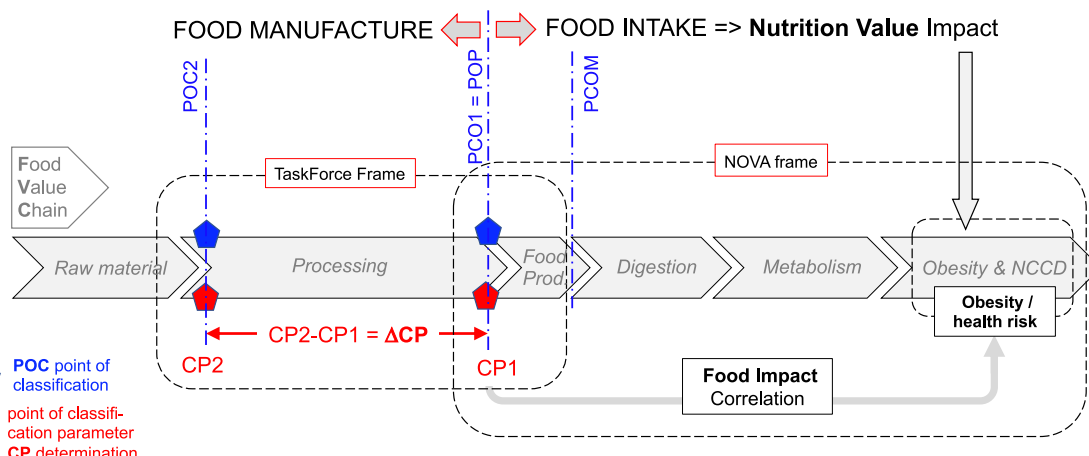 FOOD MANUFACTURE
FOOD INTAKE => Nutrition Value Impact
POC2
PCO1 = POP
PCOM
Food
Value
Chain
TaskForce Frame
NOVA frame
Raw material
Processing
Food
Prod.
Digestion
Metabolism
Obesity & NCCD
Obesity /
health risk
CP2-CP1 = ΔCP
CP2
CP1
Food Impact
Correlation
POC point of
classification
point of classifi-
cation parameter
CP determination